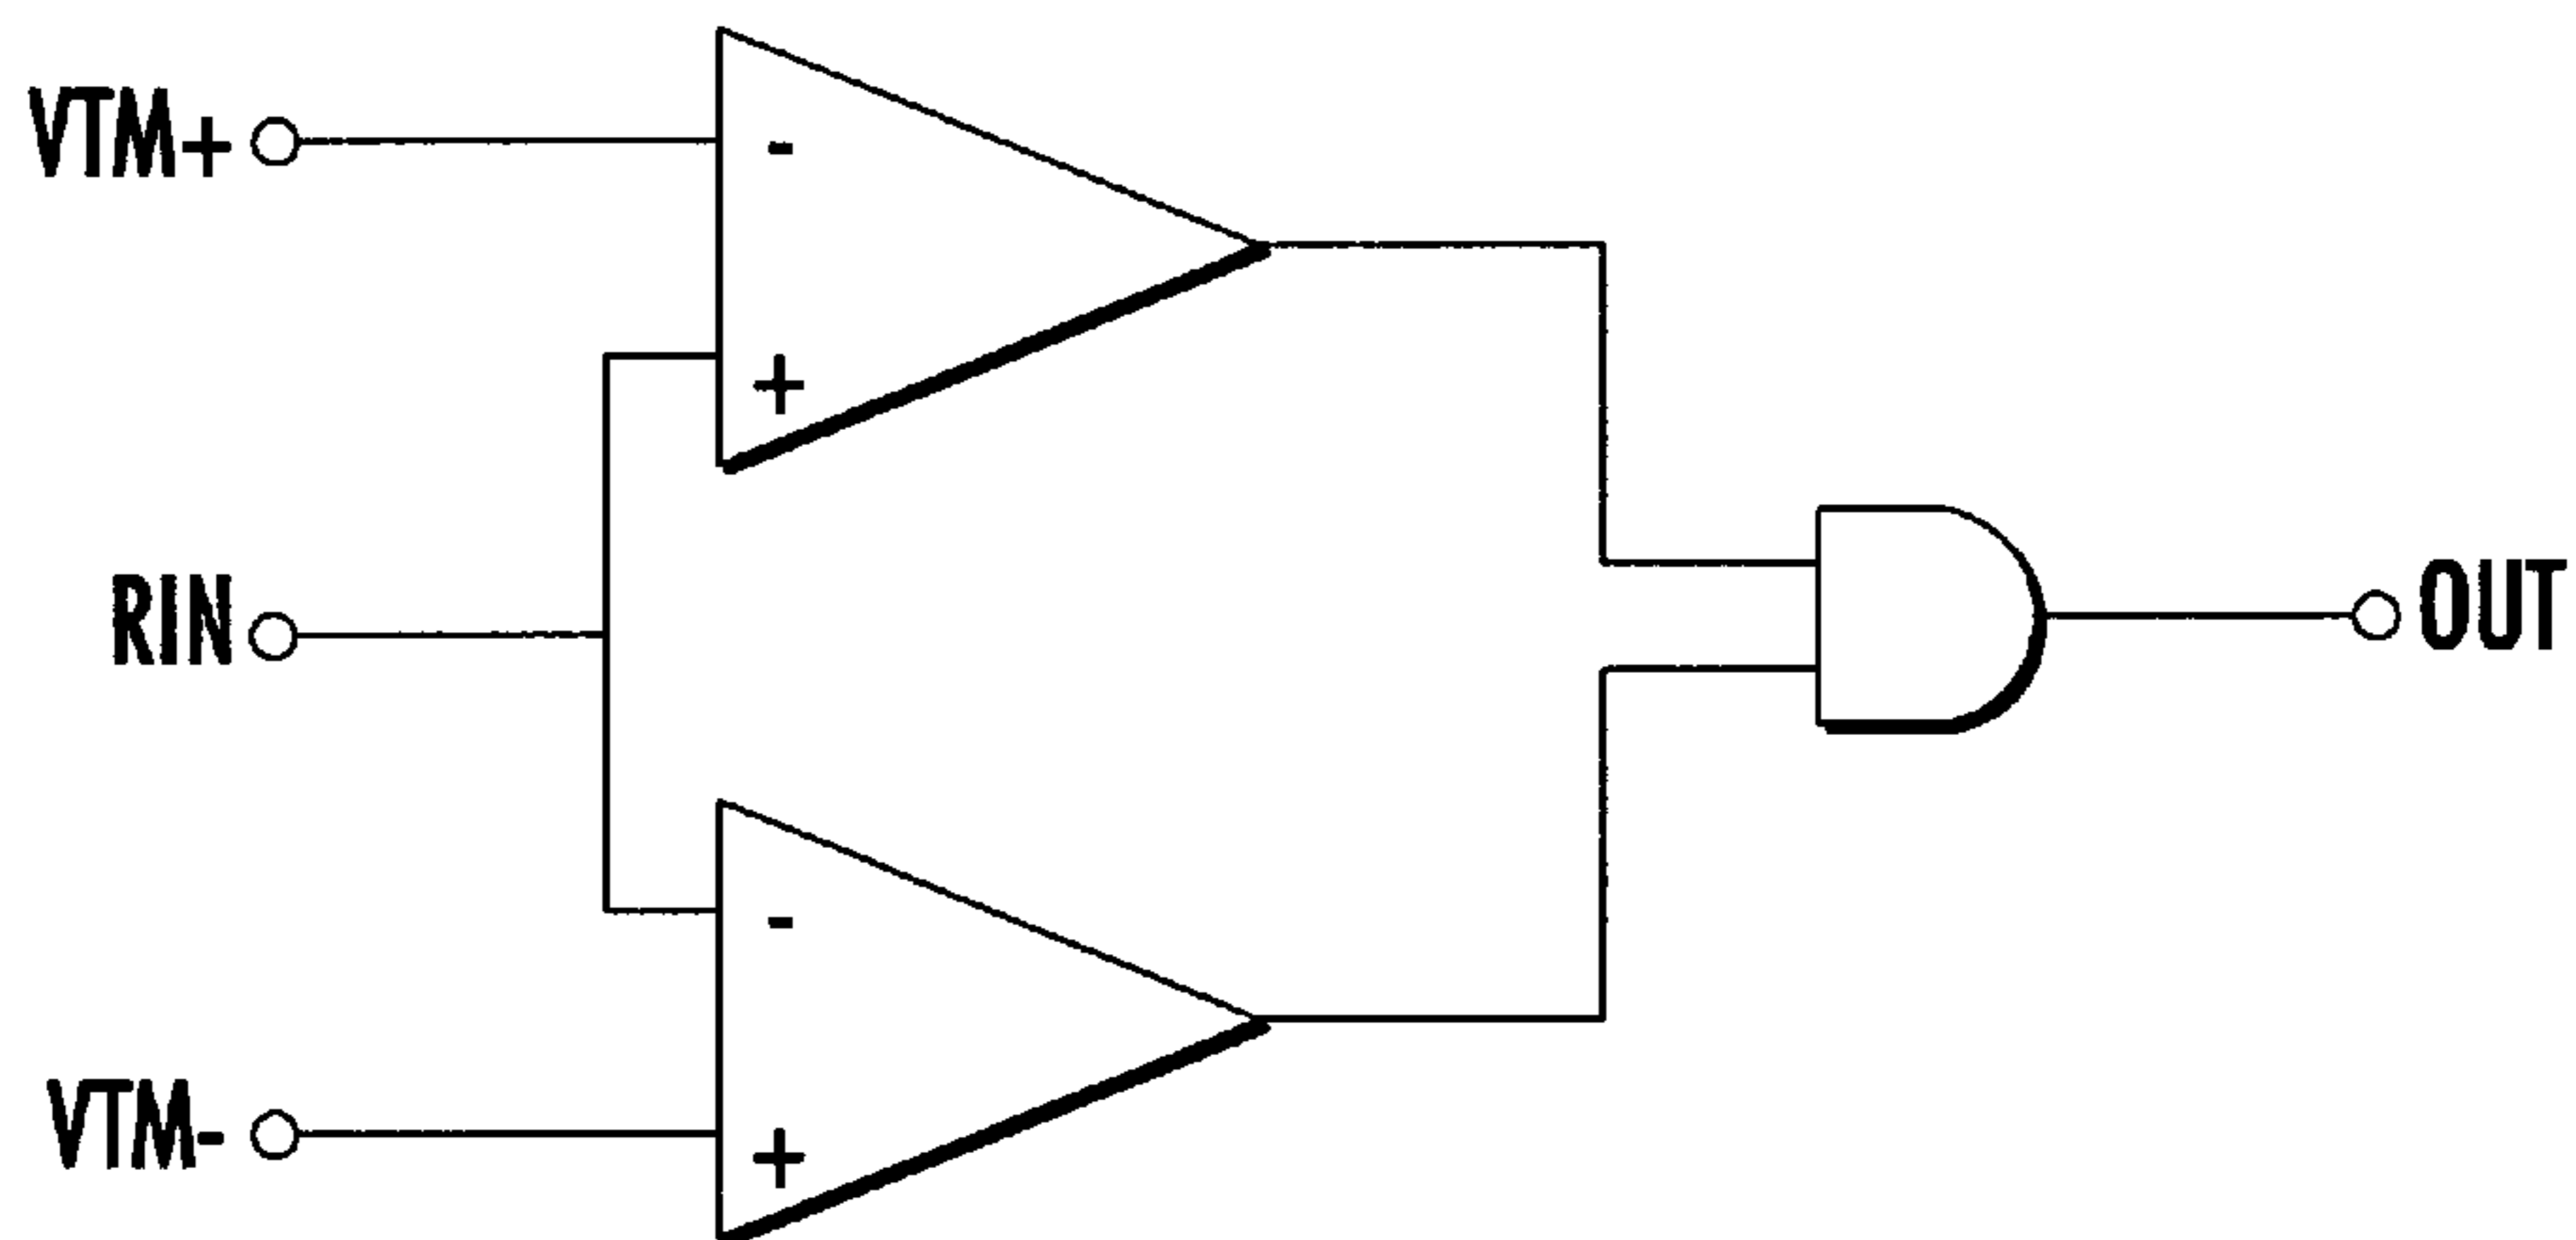 VTM+
-
+
RIN
OUT
-
VTM-
+